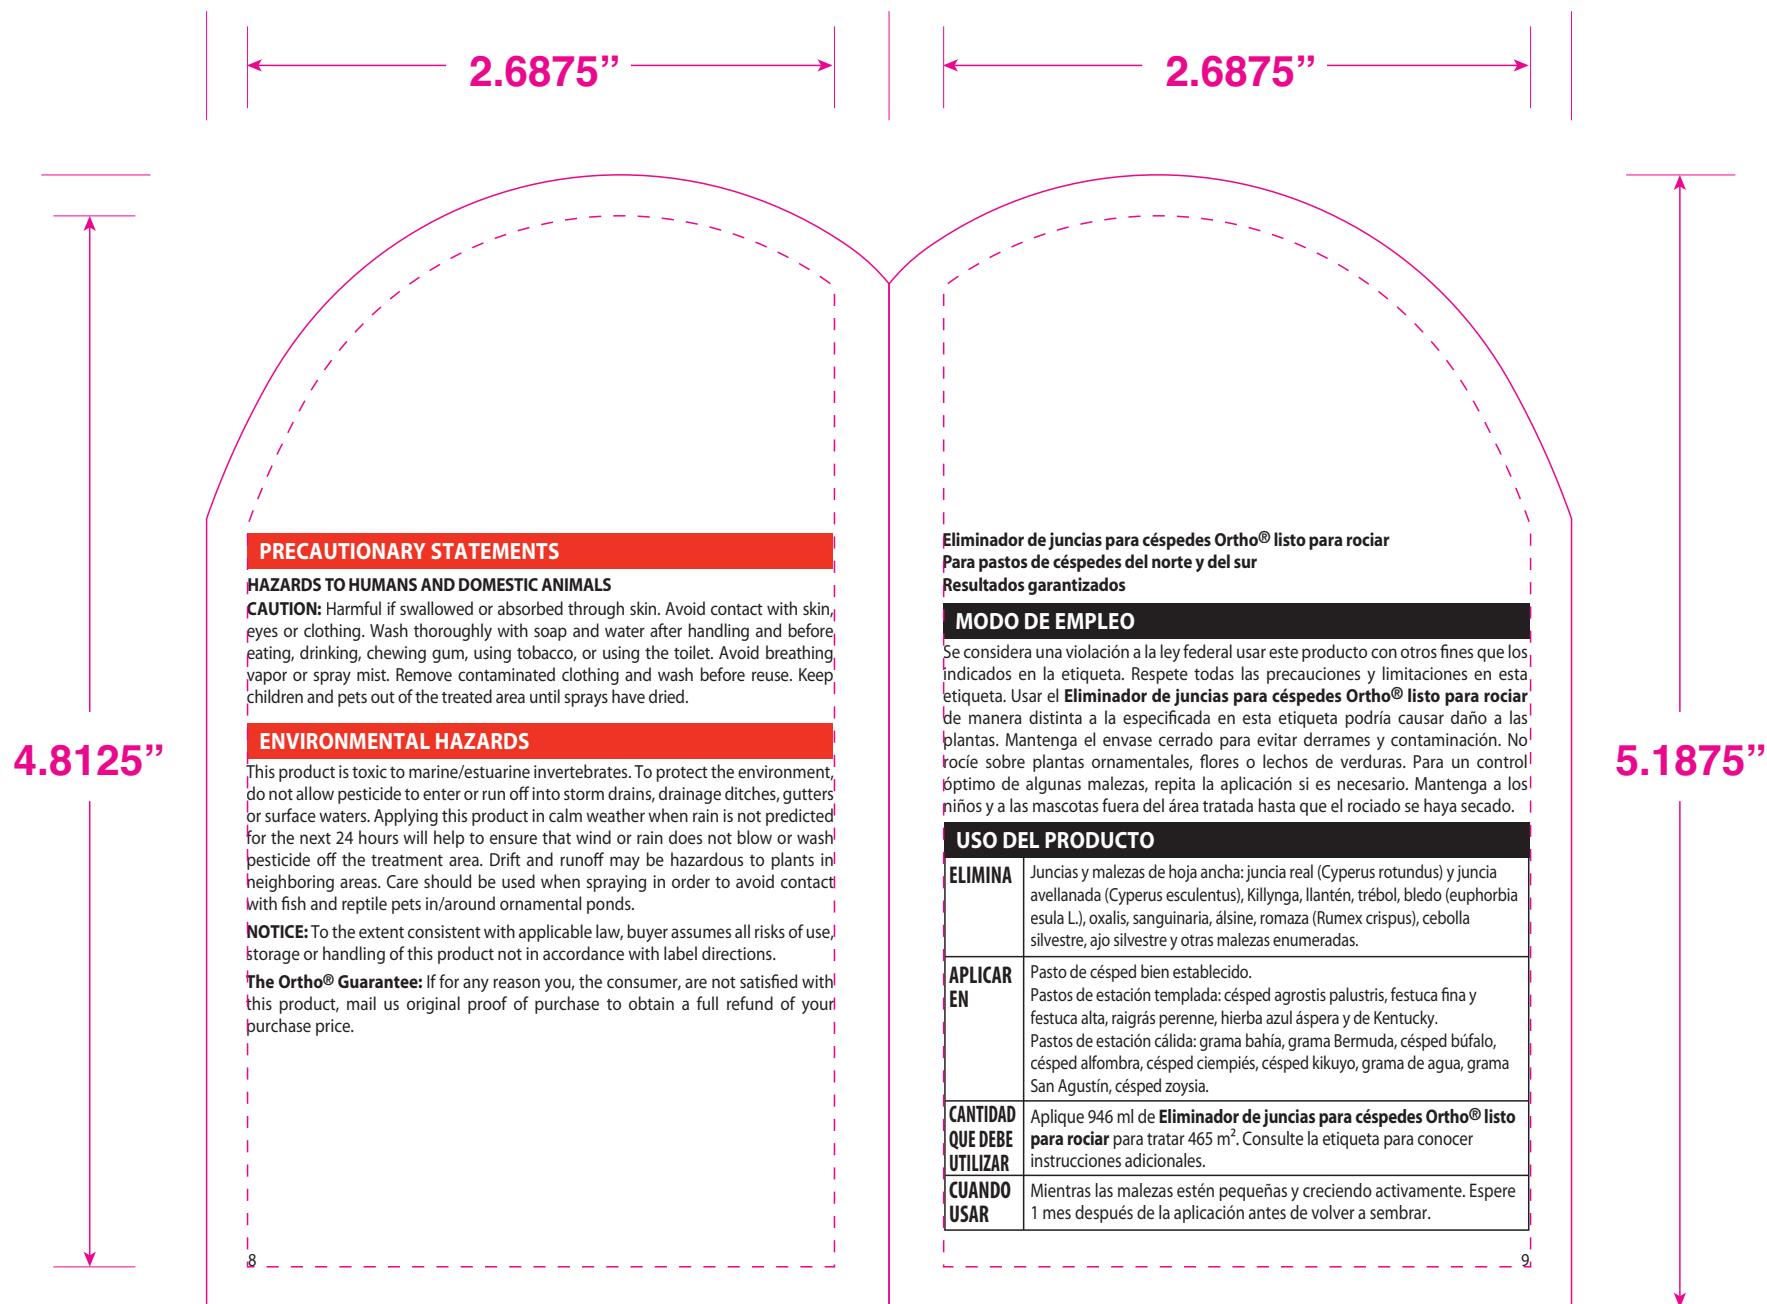 2.6875”
2.6875”
4.8125”
5.1875”
PRECAUTIONARY STATEMENTS
HAZARDS TO HUMANS AND DOMESTIC ANIMALS
CAUTION: Harmful if swallowed or absorbed through skin. Avoid contact with skin,
eyes or clothing. Wash thoroughly with soap and water after handling and before
eating, drinking, chewing gum, using tobacco, or using the toilet. Avoid breathing
vapor or spray mist. Remove contaminated clothing and wash before reuse. Keep
children and pets out of the treated area until sprays have dried.
ENVIRONMENTAL HAZARDS
This product is toxic to marine/estuarine invertebrates. To protect the environment,
do not allow pesticide to enter or run off into storm drains, drainage ditches, gutters
or surface waters. Applying this product in calm weather when rain is not predicted
for the next 24 hours will help to ensure that wind or rain does not blow or wash
pesticide off the treatment area. Drift and runoff may be hazardous to plants in
neighboring areas. Care should be used when spraying in order to avoid contact
with fish and reptile pets in/around ornamental ponds.
NOTICE: To the extent consistent with applicable law, buyer assumes all risks of use,
storage or handling of this product not in accordance with label directions.
The Ortho® Guarantee: If for any reason you, the consumer, are not satisfied with
this product, mail us original proof of purchase to obtain a full refund of your
purchase price.
8
Eliminador de juncias para céspedes Ortho® listo para rociar
Para pastos de céspedes del norte y del sur
Resultados garantizados
MODO DE EMPLEO
Se considera una violación a la ley federal usar este producto con otros fines que los
indicados en la etiqueta. Respete todas las precauciones y limitaciones en esta
etiqueta. Usar el Eliminador de juncias para céspedes Ortho® listo para rociar
de manera distinta a la especificada en esta etiqueta podría causar daño a las
plantas. Mantenga el envase cerrado para evitar derrames y contaminación. No
rocíe sobre plantas ornamentales, flores o lechos de verduras. Para un control
óptimo de algunas malezas, repita la aplicación si es necesario. Mantenga a los
niños y a las mascotas fuera del área tratada hasta que el rociado se haya secado.
USO DEL PRODUCTO
ELIMINA
Juncias y malezas de hoja ancha: juncia real (Cyperus rotundus) y juncia
avellanada (Cyperus esculentus), Killynga, llantén, trébol, bledo (euphorbia
esula L.), oxalis, sanguinaria, álsine, romaza (Rumex crispus), cebolla
silvestre, ajo silvestre y otras malezas enumeradas.
APLICAR
EN
Pasto de césped bien establecido.
Pastos de estación templada: césped agrostis palustris, festuca fina y
festuca alta, raigrás perenne, hierba azul áspera y de Kentucky.
Pastos de estación cálida: grama bahía, grama Bermuda, césped búfalo,
césped alfombra, césped ciempiés, césped kikuyo, grama de agua, grama
San Agustín, césped zoysia.
CANTIDAD
QUE DEBE
UTILIZAR
Aplique 946 ml de Eliminador de juncias para céspedes Ortho® listo
para rociar para tratar 465 m². Consulte la etiqueta para conocer
instrucciones adicionales.
CUANDO
USAR
Mientras las malezas estén pequeñas y creciendo activamente. Espere
1 mes después de la aplicación antes de volver a sembrar.
9